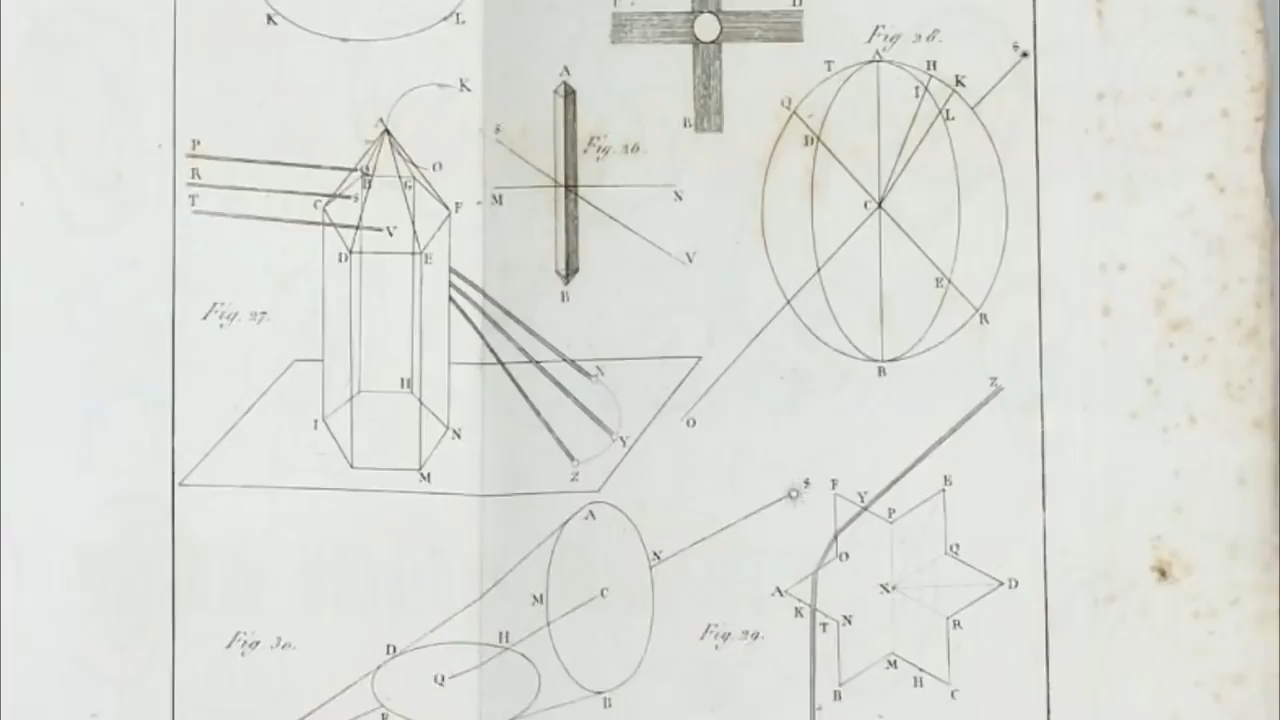 K L
D
B
A
K
P
R
T
Q
B
G
O
C
S
F
V
D E
Fig. 27.
H
I
N
M
X
Y
Z
A
S
Fig. 26.
M N
V
B
Fig 28.
S
T A H
I K
Q L
D
C
E
R
B
O
Z
F Y E
P
O Q
A X D
K T N R
M
B H C
Fig. 29.
S
A
N
M C
H
D
Q
B
Fig. 30.